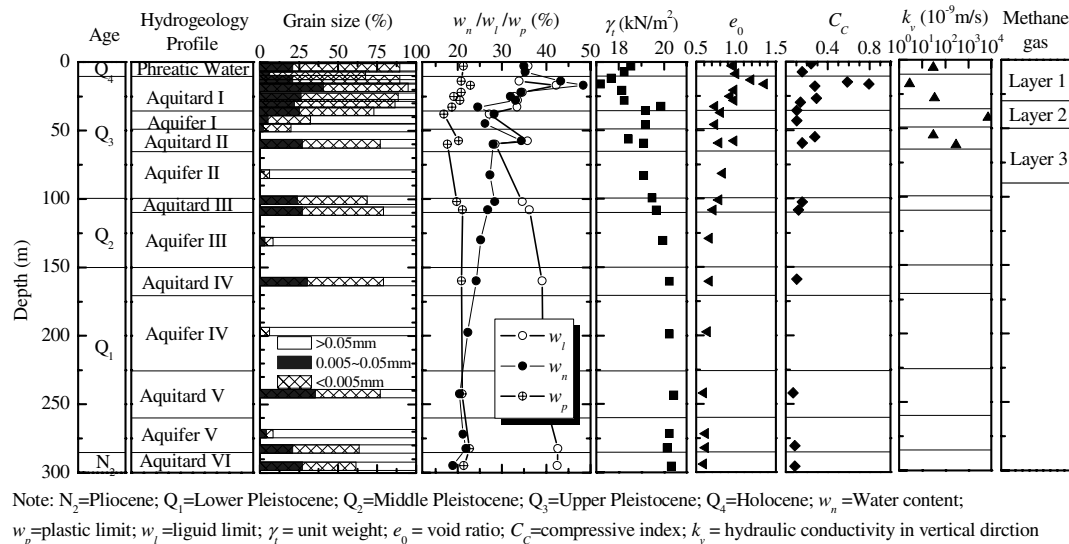 Age Hydrogeology Profile Grain size (%) wn/wl/wp (%) γt (kN/m²) e0 CC kv (10⁻⁹m/s) Methane gas
0 25 50 75 100 20 30 40 50 18 20 0.5 1.0 1.5 0.4 0.8 10⁰ 10¹ 10² 10³ 10⁴
0
50
100
150
200
250
300
Depth (m)
Q4
Q3
Q2
Q1
N2
Phreatic Water
Aquitard I
Aquifer I
Aquitard II
Aquifer II
Aquitard III
Aquifer III
Aquitard IV
Aquifer IV
Aquitard V
Aquifer V
Aquitard VI
>0.05mm
0.005~0.05mm
<0.005mm
wl
wn
wp
Layer 1
Layer 2
Layer 3
Note: N2=Pliocene; Q1=Lower Pleistocene; Q2=Middle Pleistocene; Q3=Upper Pleistocene; Q4=Holocene; wn=Water content;
wp=plastic limit; wl=liguid limit; γt = unit weight; e0 = void ratio; CC=compressive index; kv = hydraulic conductivity in vertical dirction